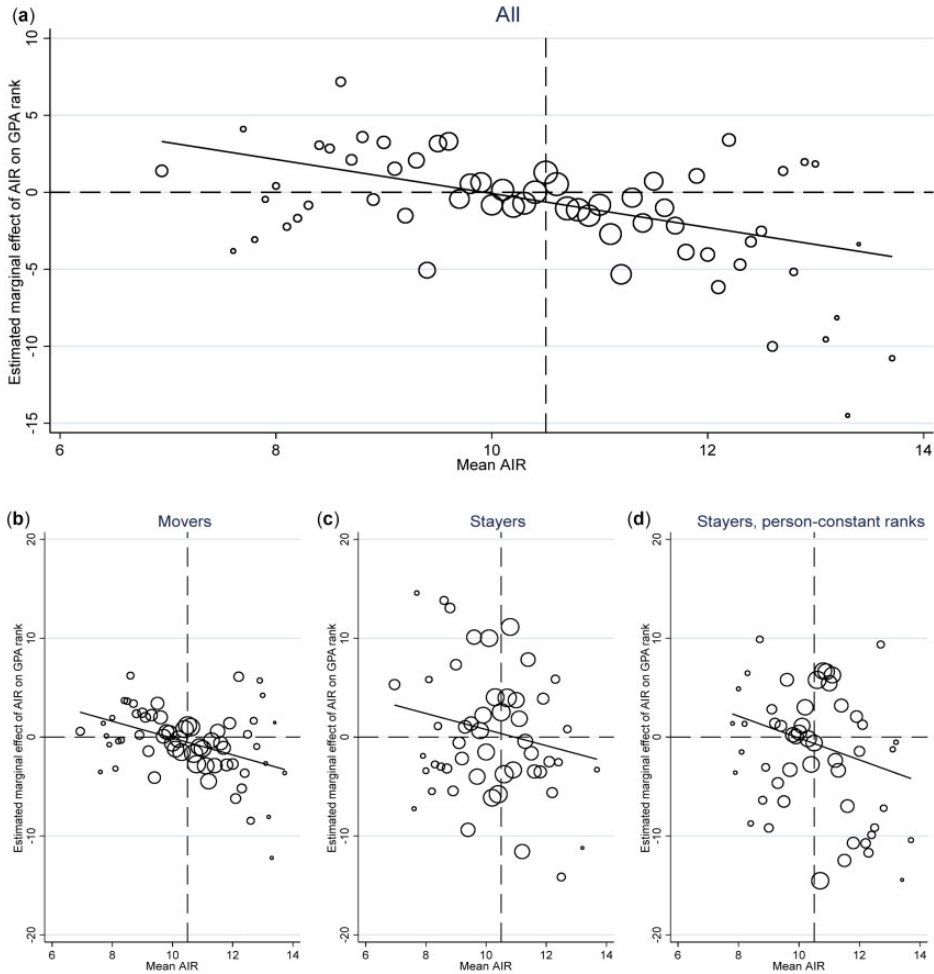 (a) All
Estimated marginal effect of AIR on GPA rank
10
5
0
-5
-10
-15
6 8 10 12 14
Mean AIR
(b) Movers
Estimated marginal effect of AIR on GPA rank
20
10
0
-10
-20
6 8 10 12 14
Mean AIR
(c) Stayers
Estimated marginal effect of AIR on GPA rank
20
10
0
-10
-20
6 8 10 12 14
Mean AIR
(d) Stayers, person-constant ranks
Estimated marginal effect of AIR on GPA rank
20
10
0
-10
-20
6 8 10 12 14
Mean AIR